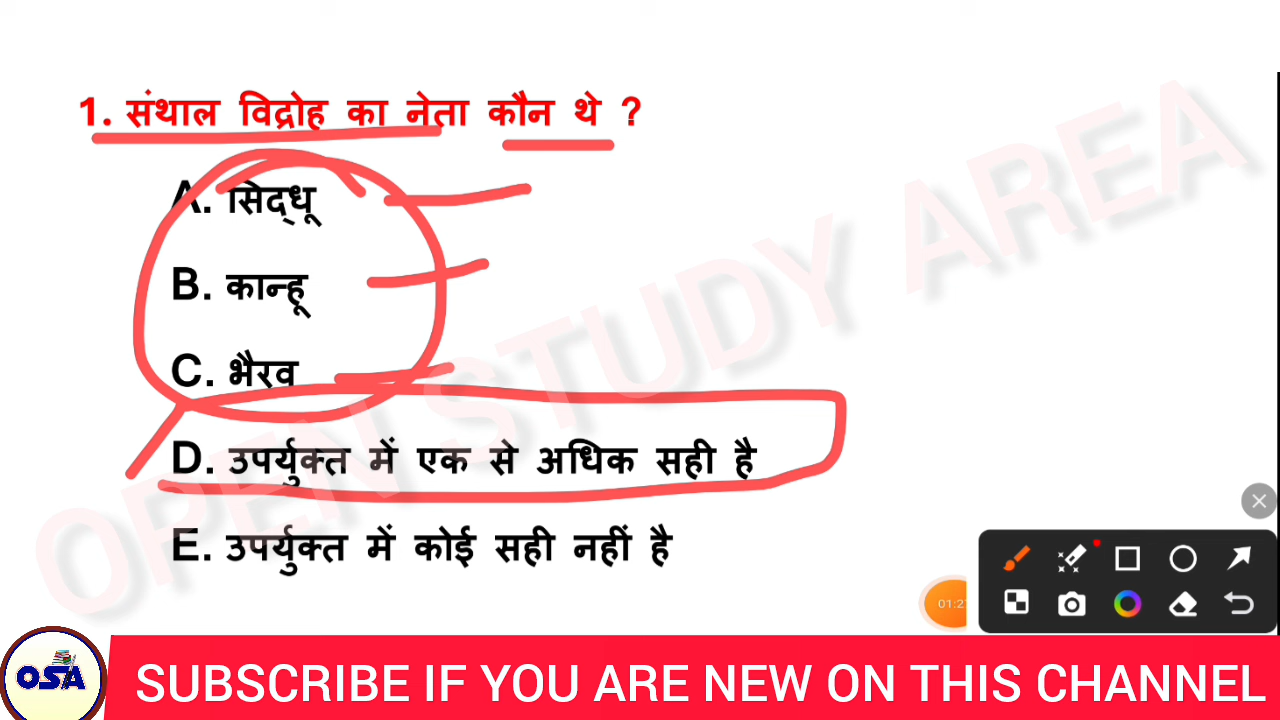 1. संथाल विद्रोह का नेता कौन थे ?
A. सिद्धू
B. कान्हू
C. भैरव
D. उपर्युक्त में एक से अधिक सही है
E. उपर्युक्त में कोई सही नहीं है
OPEN STUDY AREA
OSA
SUBSCRIBE IF YOU ARE NEW ON THIS CHANNEL